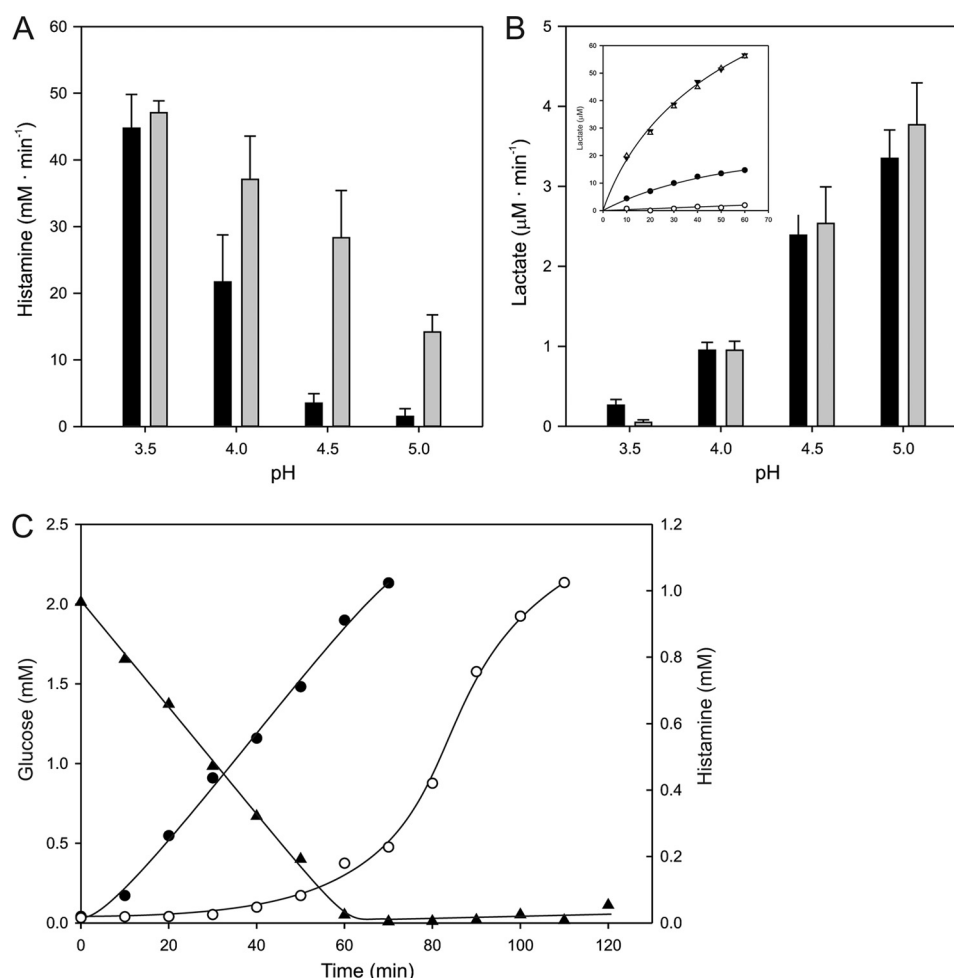 A
Histamine (mM · min⁻¹)
60
50
40
30
20
10
0
3.5 4.0 4.5 5.0
pH
B
Lactate (μM · min⁻¹)
5
4
3
2
1
0
3.5 4.0 4.5 5.0
pH
Lactate (μM)
60
50
40
30
20
10
0
0 10 20 30 40 50 60 70
C
Glucose (mM)
2.5
2.0
1.5
1.0
0.5
0.0
0 20 40 60 80 100 120
Time (min)
1.2
1.0
0.8
0.6
0.4
0.2
0.0
Histamine (mM)